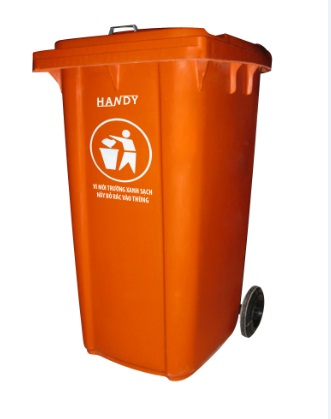 HANDY
VÌ MÔI TRƯỜNG XANH SẠCH
HÃY BỎ RÁC VÀO THÙNG